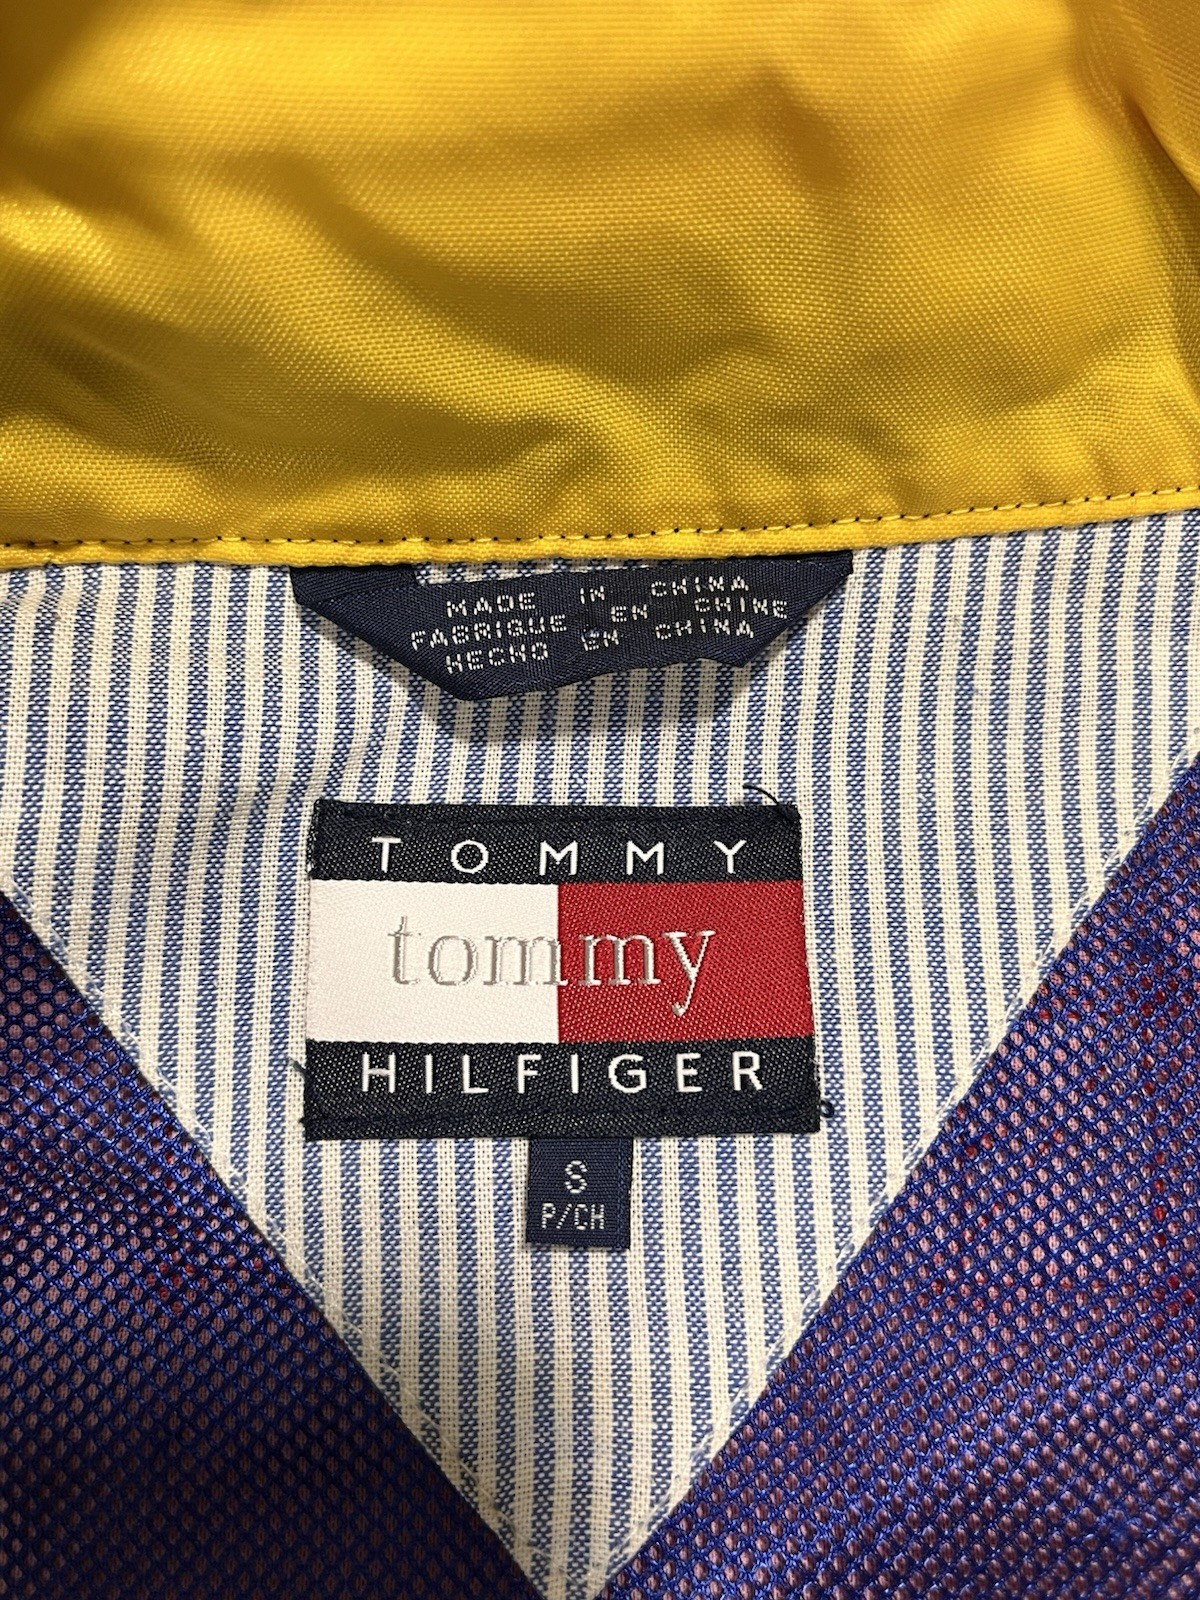 MADE IN CHINA
FABRIQUE EN CHINE
HECHO EN CHINA
TOMMY
tommy
HILFIGER
S
P/CH